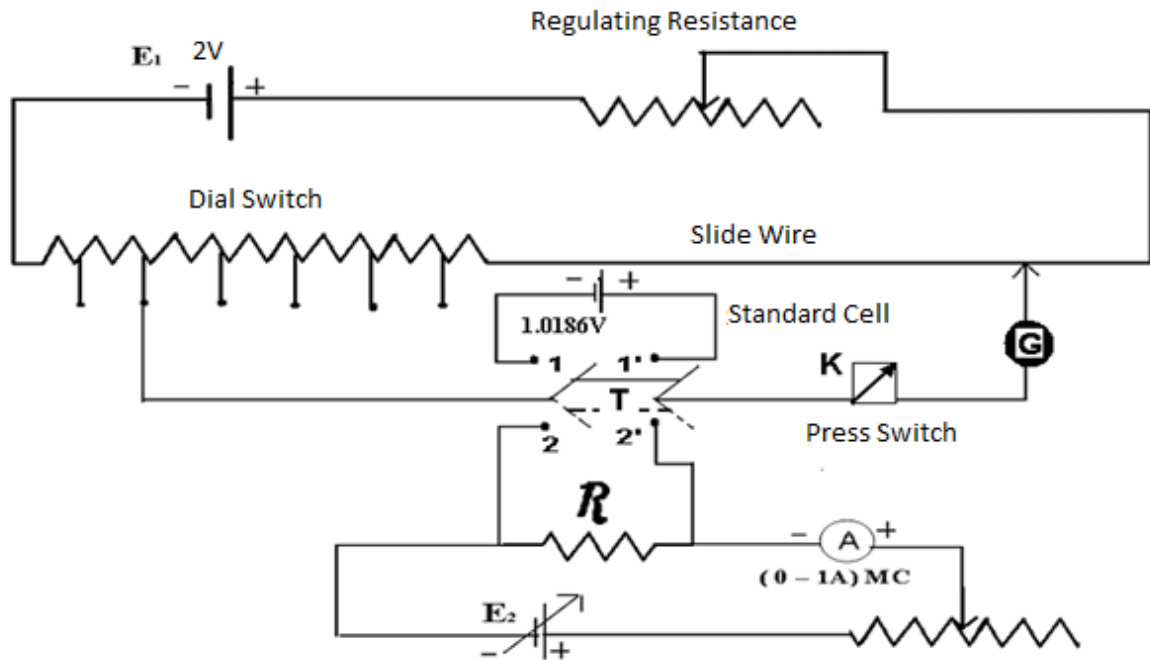 Regulating Resistance
E₁ 2V
− +
Dial Switch
Slide Wire
− +
1.0186V
Standard Cell
G
1 1'
K
T
2 2'
Press Switch
R
− A +
(0 – 1A) MC
E₂
− +